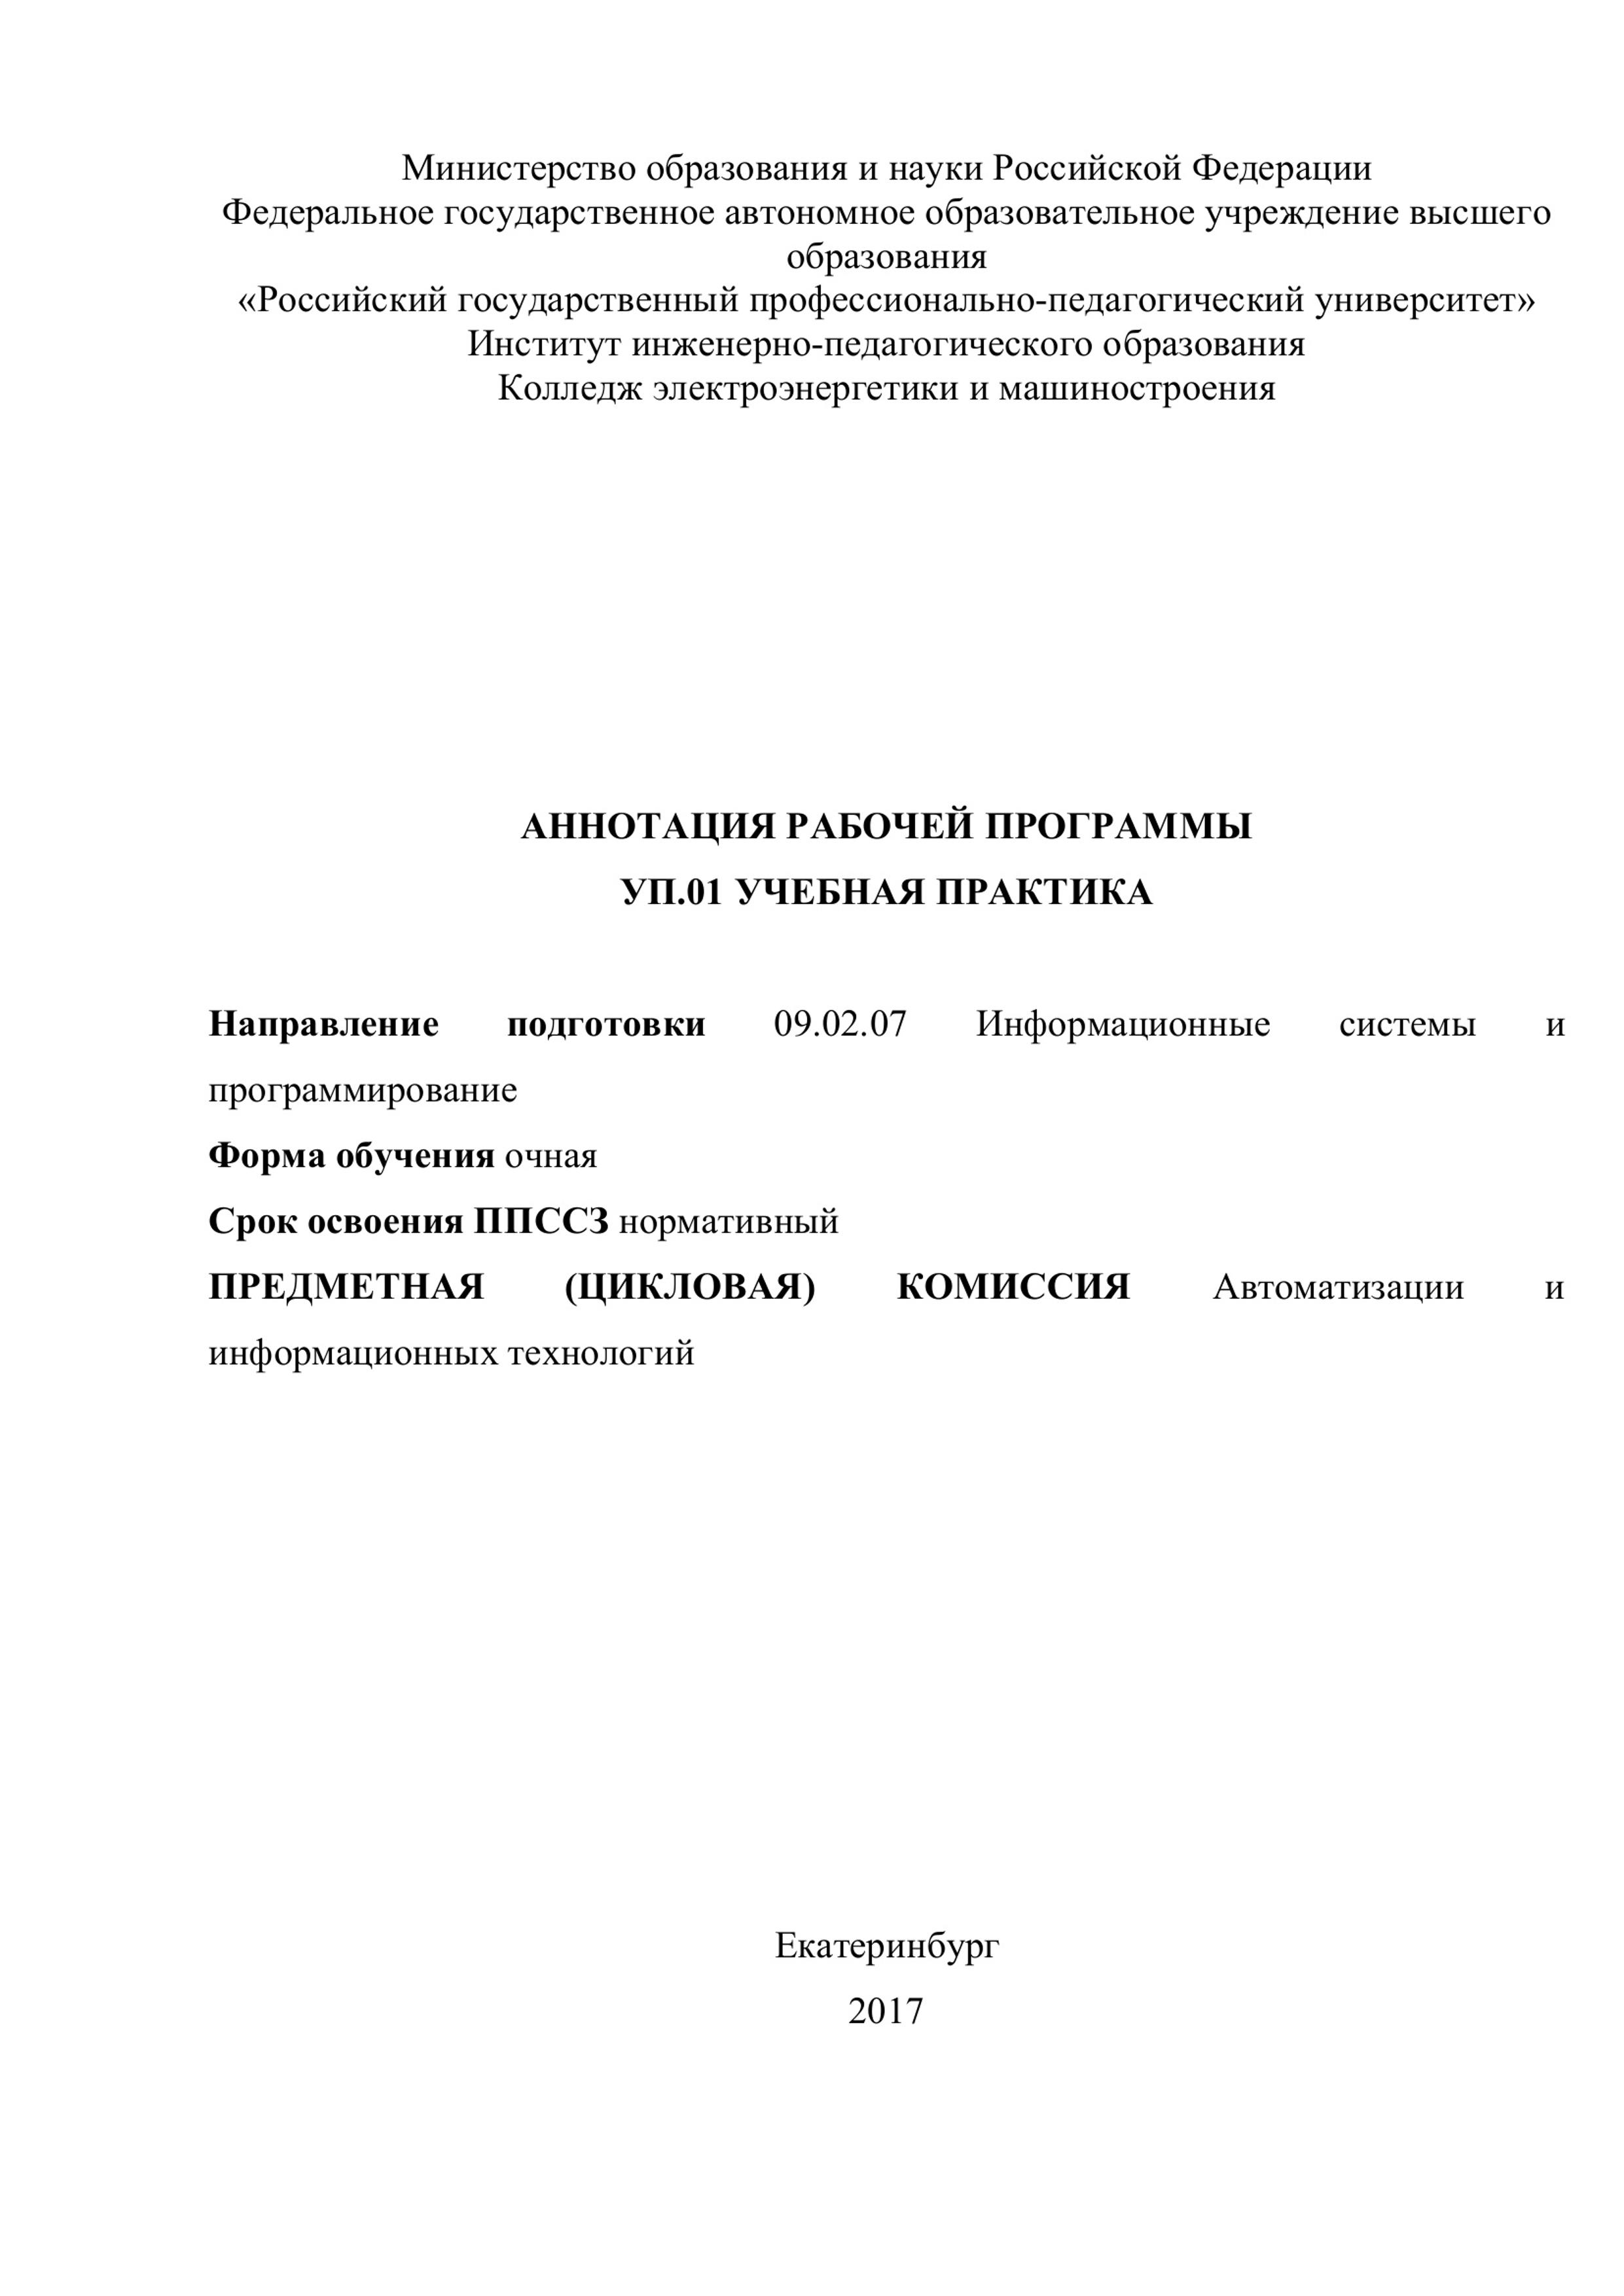 Министерство образования и науки Российской Федерации
Федеральное государственное автономное образовательное учреждение высшего
образования
«Российский государственный профессионально-педагогический университет»
Институт инженерно-педагогического образования
Колледж электроэнергетики и машиностроения
АННОТАЦИЯ РАБОЧЕЙ ПРОГРАММЫ
УП.01 УЧЕБНАЯ ПРАКТИКА
Направление подготовки 09.02.07 Информационные системы и
программирование
Форма обучения очная
Срок освоения ППССЗ нормативный
ПРЕДМЕТНАЯ (ЦИКЛОВАЯ) КОМИССИЯ Автоматизации и
информационных технологий
Екатеринбург
2017